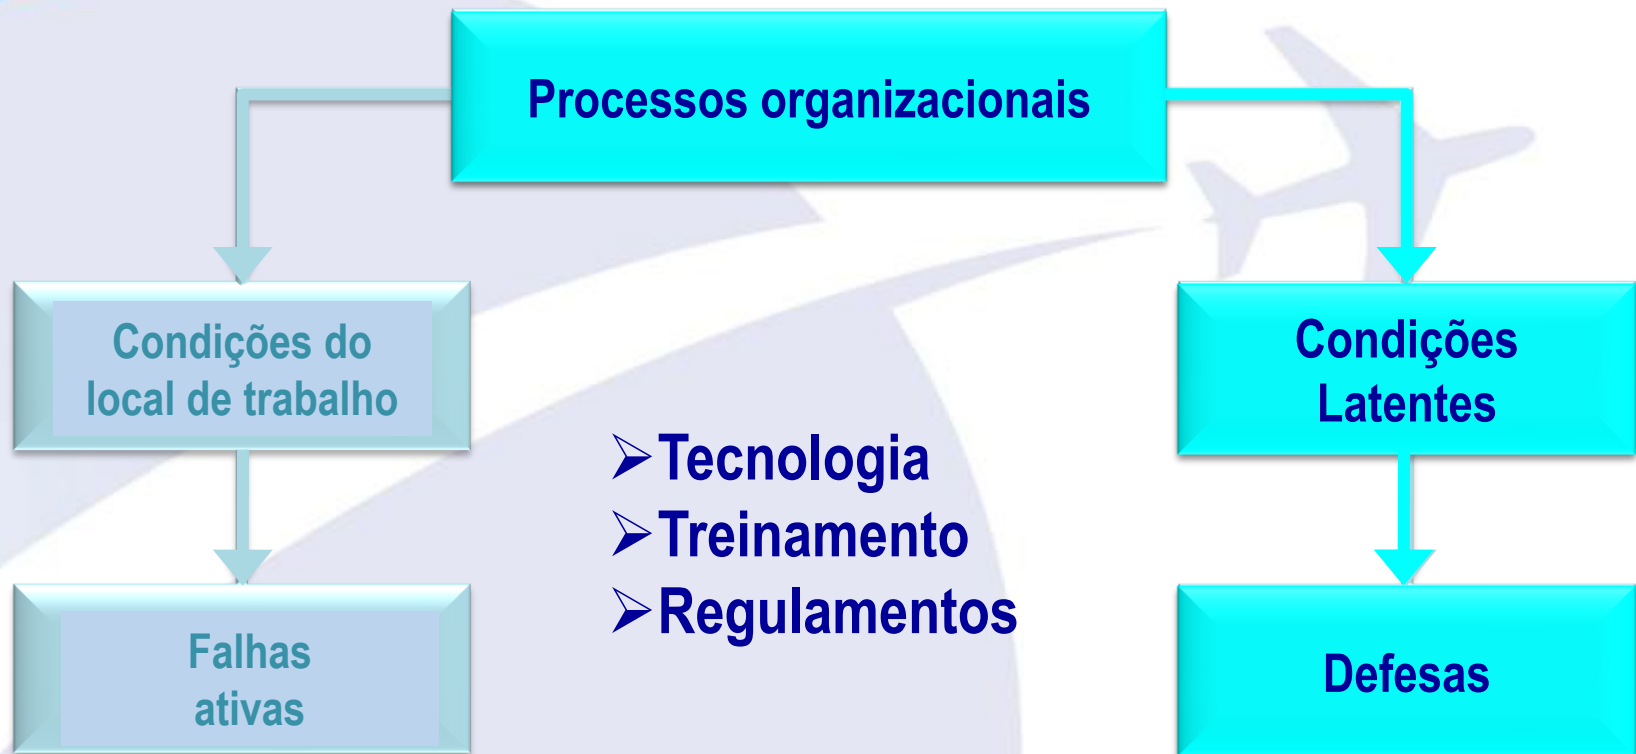 Processos organizacionais
Condições do
local de trabalho
Condições
Latentes
➢Tecnologia
➢Treinamento
➢Regulamentos
Falhas
ativas
Defesas